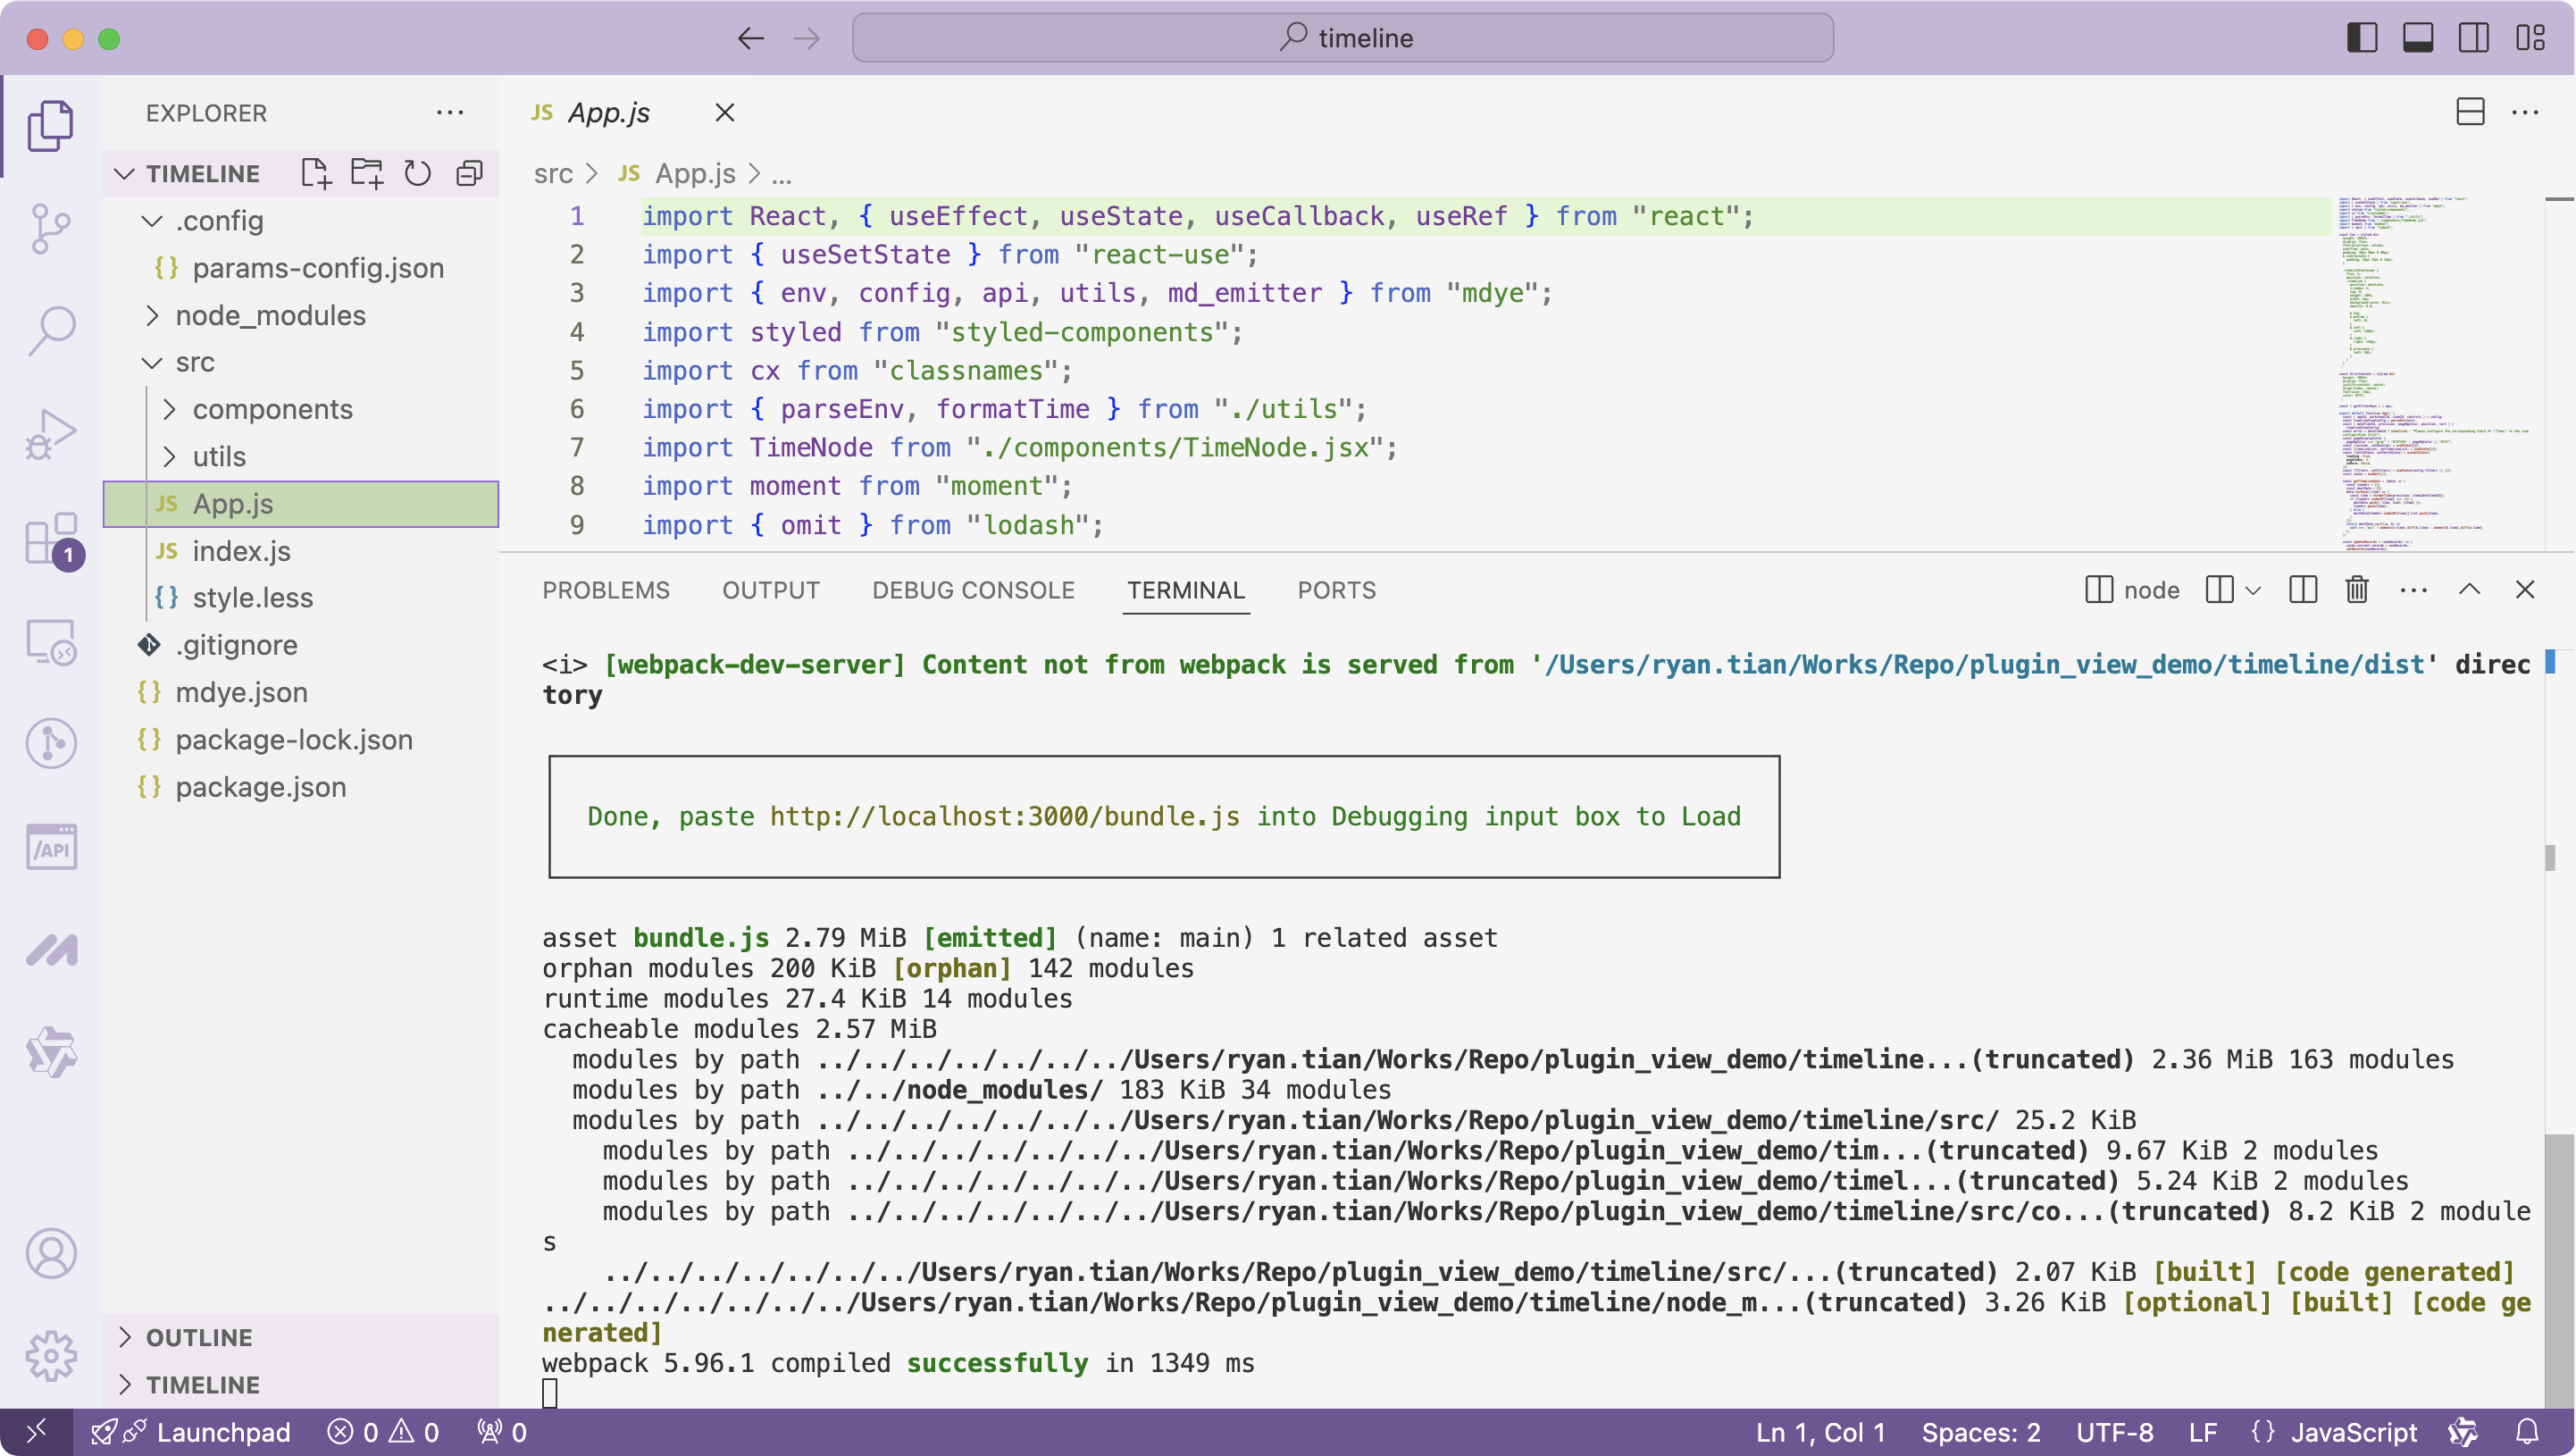 timeline
EXPLORER
TIMELINE
.config
params-config.json
node_modules
src
components
utils
JS App.js
JS index.js
style.less
.gitignore
mdye.json
package-lock.json
package.json
OUTLINE
TIMELINE
1
/API
JS App.js
src > JS App.js > ...
1 import React, { useEffect, useState, useCallback, useRef } from "react";
2 import { useSetState } from "react-use";
3 import { env, config, api, utils, md_emitter } from "mdye";
4 import styled from "styled-components";
5 import cx from "classnames";
6 import { parseEnv, formatTime } from "./utils";
7 import TimeNode from "./components/TimeNode.jsx";
8 import moment from "moment";
9 import { omit } from "lodash";
PROBLEMS OUTPUT DEBUG CONSOLE TERMINAL PORTS node
<i> [webpack-dev-server] Content not from webpack is served from '/Users/ryan.tian/Works/Repo/plugin_view_demo/timeline/dist' direc
tory
Done, paste http://localhost:3000/bundle.js into Debugging input box to Load
asset bundle.js 2.79 MiB [emitted] (name: main) 1 related asset
orphan modules 200 KiB [orphan] 142 modules
runtime modules 27.4 KiB 14 modules
cacheable modules 2.57 MiB
modules by path ../../../../../../../Users/ryan.tian/Works/Repo/plugin_view_demo/timeline...(truncated) 2.36 MiB 163 modules
modules by path ../../node_modules/ 183 KiB 34 modules
modules by path ../../../../../../../Users/ryan.tian/Works/Repo/plugin_view_demo/timeline/src/ 25.2 KiB
modules by path ../../../../../../../Users/ryan.tian/Works/Repo/plugin_view_demo/tim...(truncated) 9.67 KiB 2 modules
modules by path ../../../../../../../Users/ryan.tian/Works/Repo/plugin_view_demo/timel...(truncated) 5.24 KiB 2 modules
modules by path ../../../../../../../Users/ryan.tian/Works/Repo/plugin_view_demo/timeline/src/co...(truncated) 8.2 KiB 2 module
s
../../../../../../../Users/ryan.tian/Works/Repo/plugin_view_demo/timeline/src/...(truncated) 2.07 KiB [built] [code generated]
../../../../../../../Users/ryan.tian/Works/Repo/plugin_view_demo/timeline/node_m...(truncated) 3.26 KiB [optional] [built] [code ge
nerated]
webpack 5.96.1 compiled successfully in 1349 ms
Launchpad 0 0 0 Ln 1, Col 1 Spaces: 2 UTF-8 LF {} JavaScript